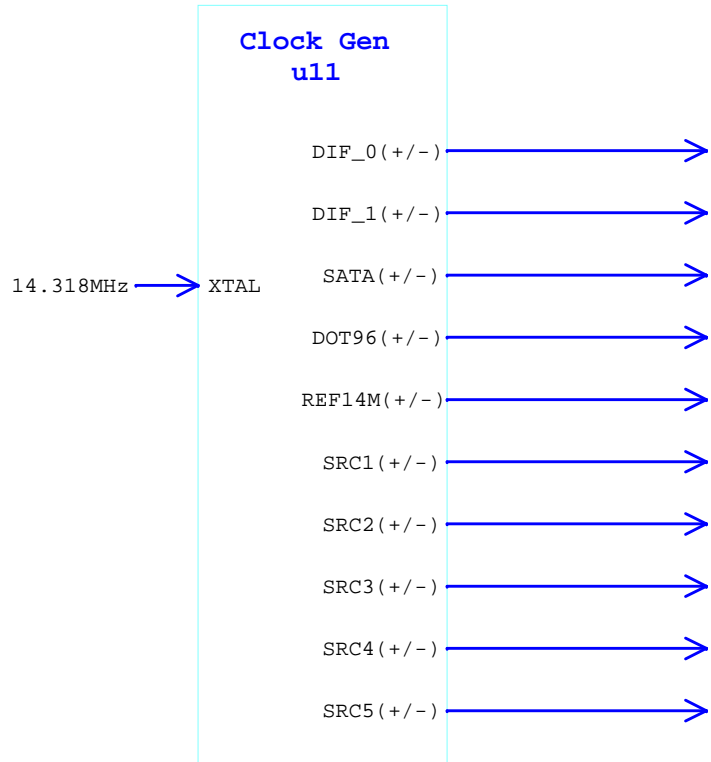 Clock Gen
u11
DIF_0(+/-)
DIF_1(+/-)
14.318MHz
XTAL
SATA(+/-)
DOT96(+/-)
REF14M(+/-)
SRC1(+/-)
SRC2(+/-)
SRC3(+/-)
SRC4(+/-)
SRC5(+/-)